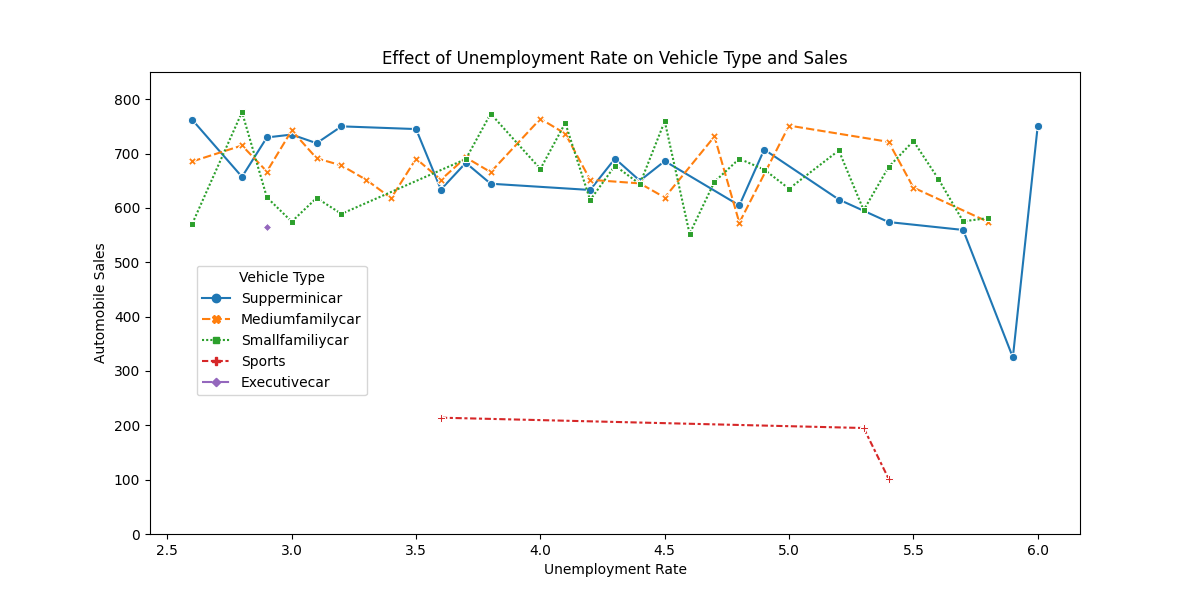 Effect of Unemployment Rate on Vehicle Type and Sales
Automobile Sales
800
700
600
500
400
300
200
100
0
Vehicle Type
Supperminicar
Mediumfamilycar
Smallfamiliycar
Sports
Executivecar
2.5 3.0 3.5 4.0 4.5 5.0 5.5 6.0
Unemployment Rate